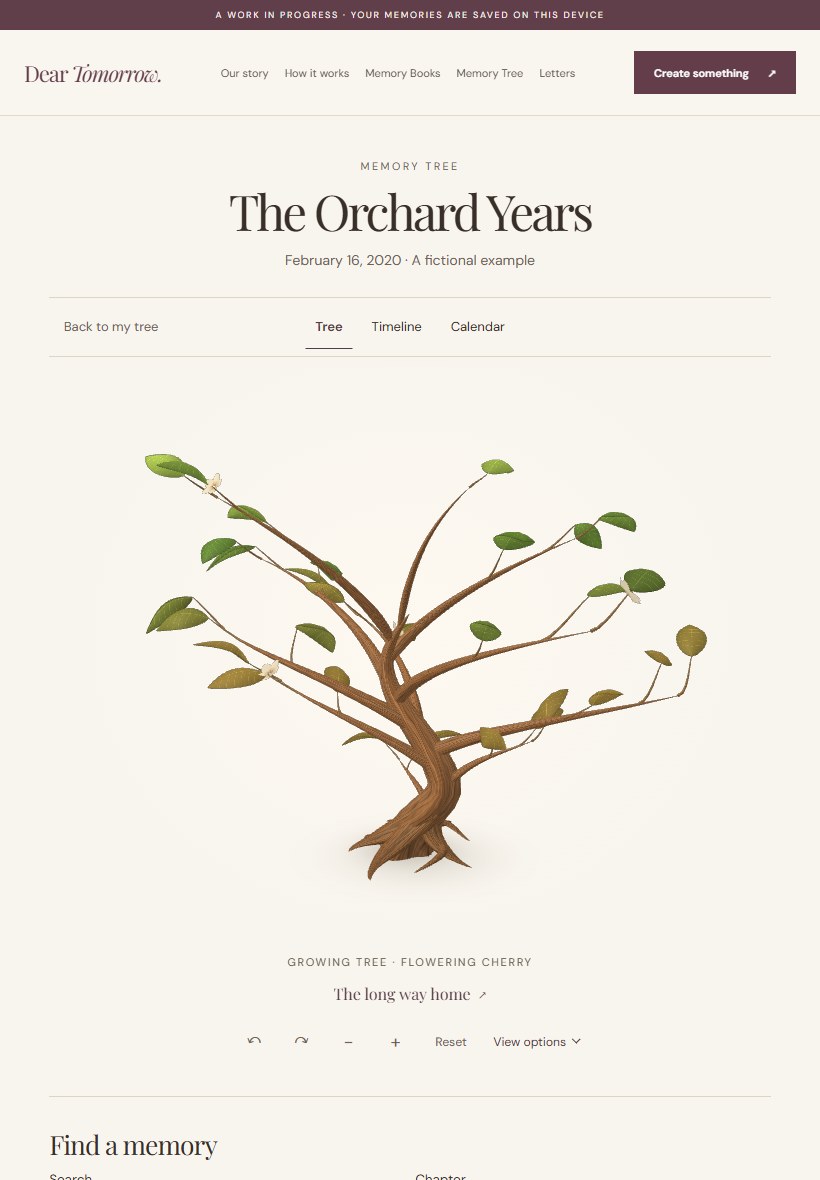 A WORK IN PROGRESS · YOUR MEMORIES ARE SAVED ON THIS DEVICE
Dear Tomorrow.
Our story How it works Memory Books Memory Tree Letters
Create something ↗
MEMORY TREE
The Orchard Years
February 16, 2020 · A fictional example
Back to my tree
Tree Timeline Calendar
GROWING TREE · FLOWERING CHERRY
The long way home ↗
− + Reset View options
Find a memory
Search Chapter